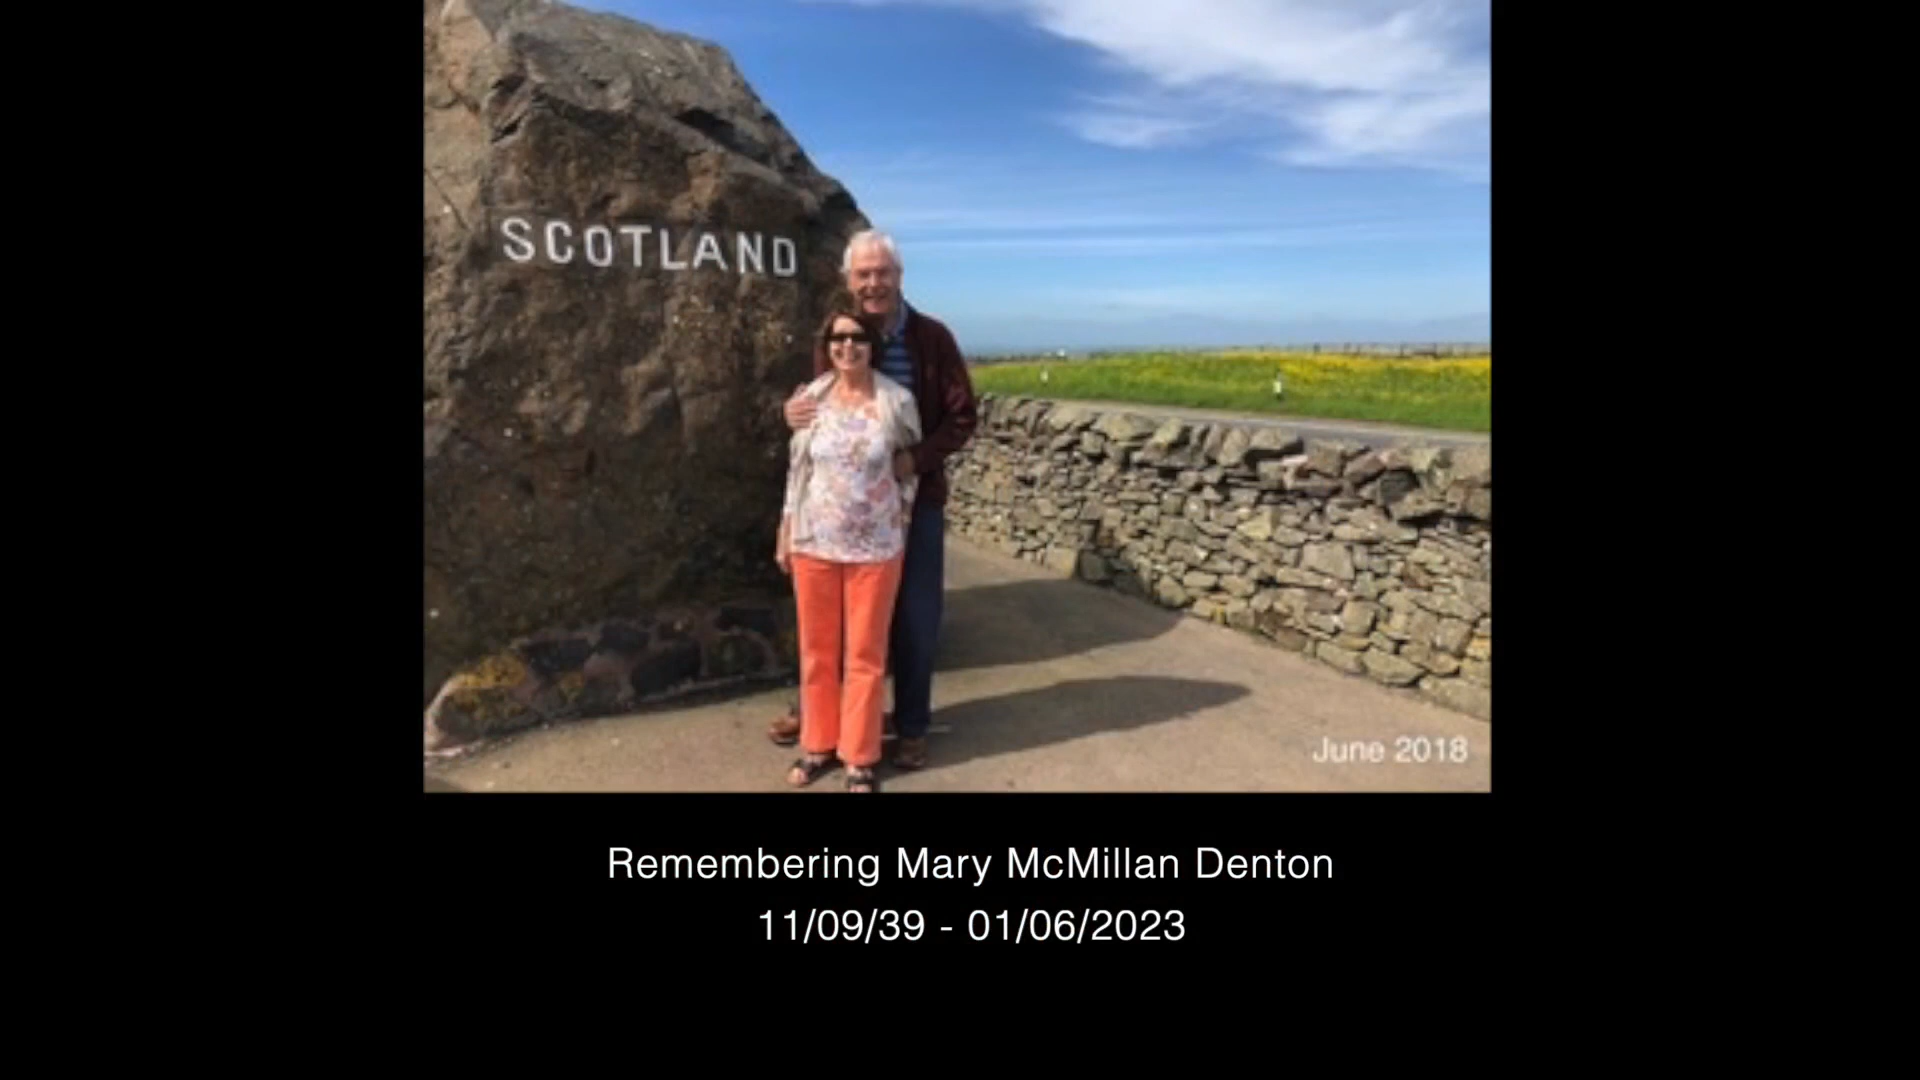 SCOTLAND
June 2018
Remembering Mary McMillan Denton
11/09/39 - 01/06/2023